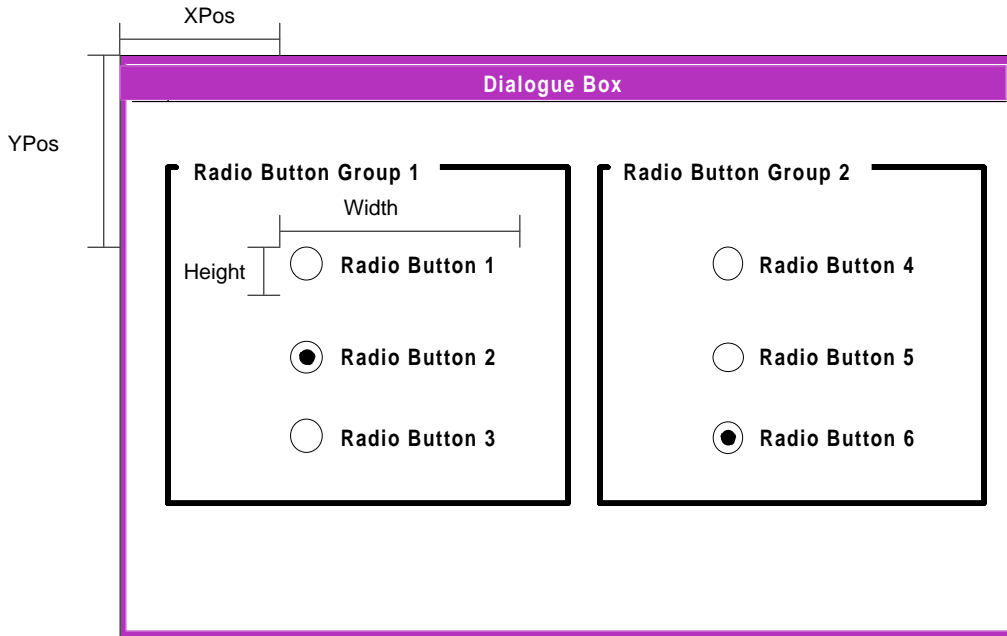 XPos
Dialogue Box
YPos
Radio Button Group 1
Radio Button Group 2
Width
Height
Radio Button 1
Radio Button 4
Radio Button 2
Radio Button 5
Radio Button 3
Radio Button 6